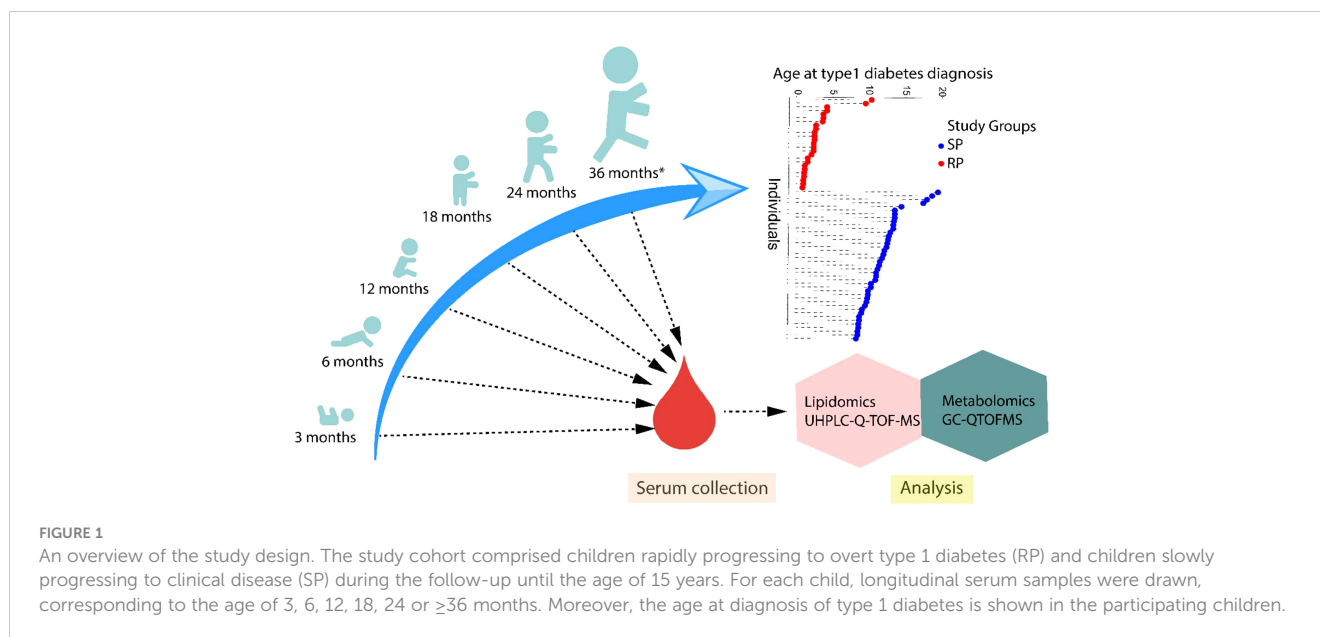 Age at type1 diabetes diagnosis
0
5
10
15
20
Study Groups
SP
RP
Individuals
36 months*
24 months
18 months
12 months
6 months
3 months
Lipidomics
UHPLC-Q-TOF-MS
Metabolomics
GC-QTOFMS
Serum collection
Analysis
FIGURE 1
An overview of the study design. The study cohort comprised children rapidly progressing to overt type 1 diabetes (RP) and children slowly
progressing to clinical disease (SP) during the follow-up until the age of 15 years. For each child, longitudinal serum samples were drawn,
corresponding to the age of 3, 6, 12, 18, 24 or ≥36 months. Moreover, the age at diagnosis of type 1 diabetes is shown in the participating children.